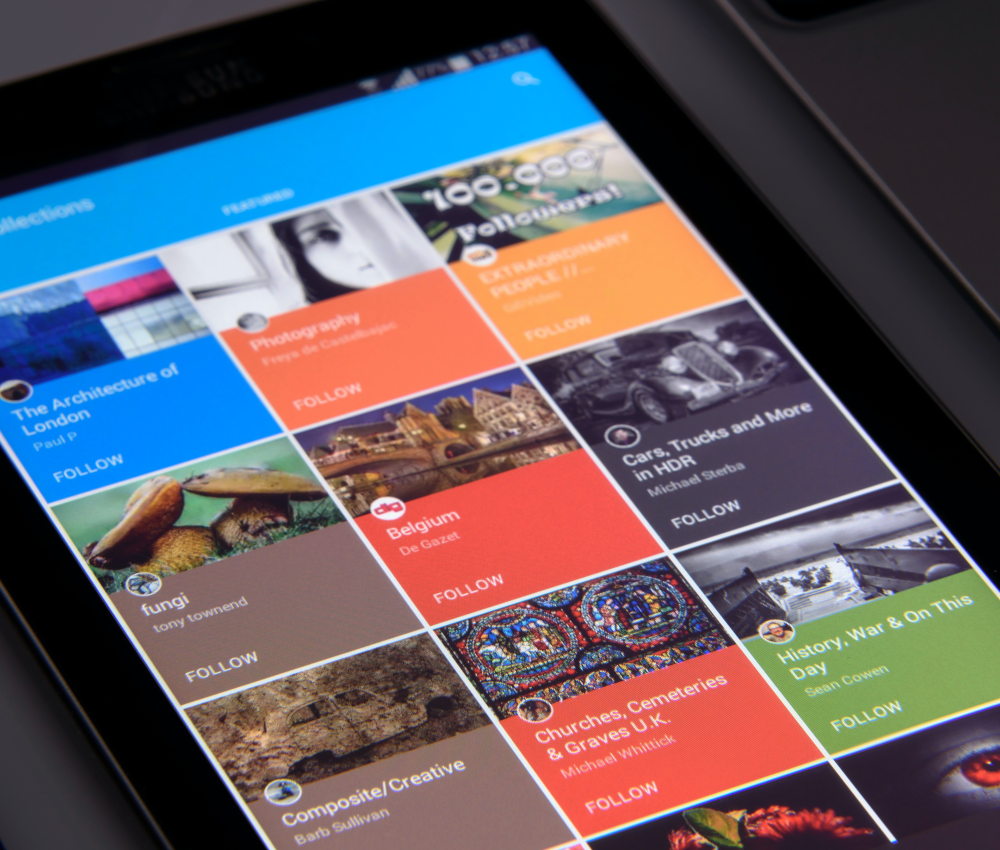 77% 12:57
ollections
FEATURED
The Architecture of
London
Paul P
FOLLOW
Photography
Freya de Castelbajac
FOLLOW
100.000
Followers!
EXTRAORDINARY
PEOPLE //...
FOLLOW
fungi
tony townend
FOLLOW
Belgium
De Gazet
FOLLOW
Cars, Trucks and More
in HDR
Michael Sterba
FOLLOW
Composite/Creative
Barb Sullivan
Churches, Cemeteries
& Graves U.K.
Michael Whittick
FOLLOW
History, War & On This
Day
Sean Cowen
FOLLOW